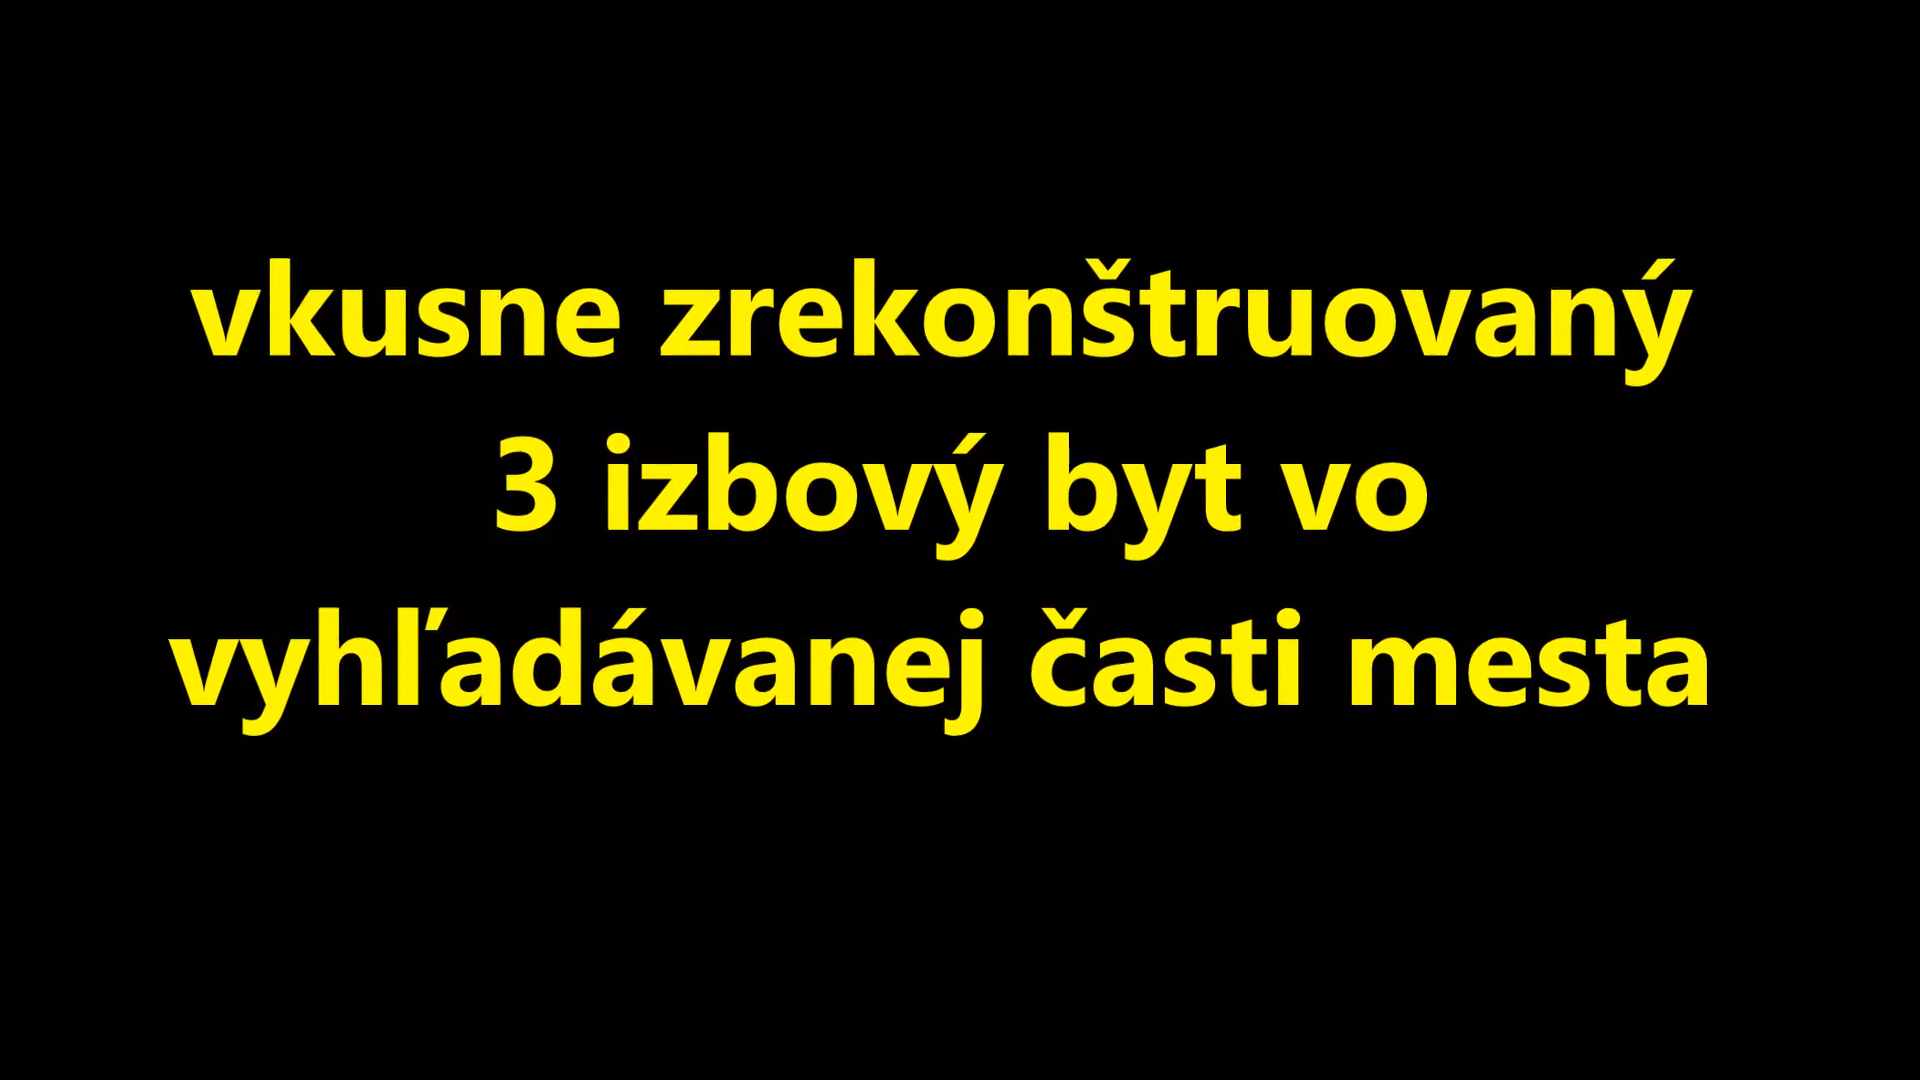 vkusne zrekonštruovaný
3 izbový byt vo
vyhľadávanej časti mesta